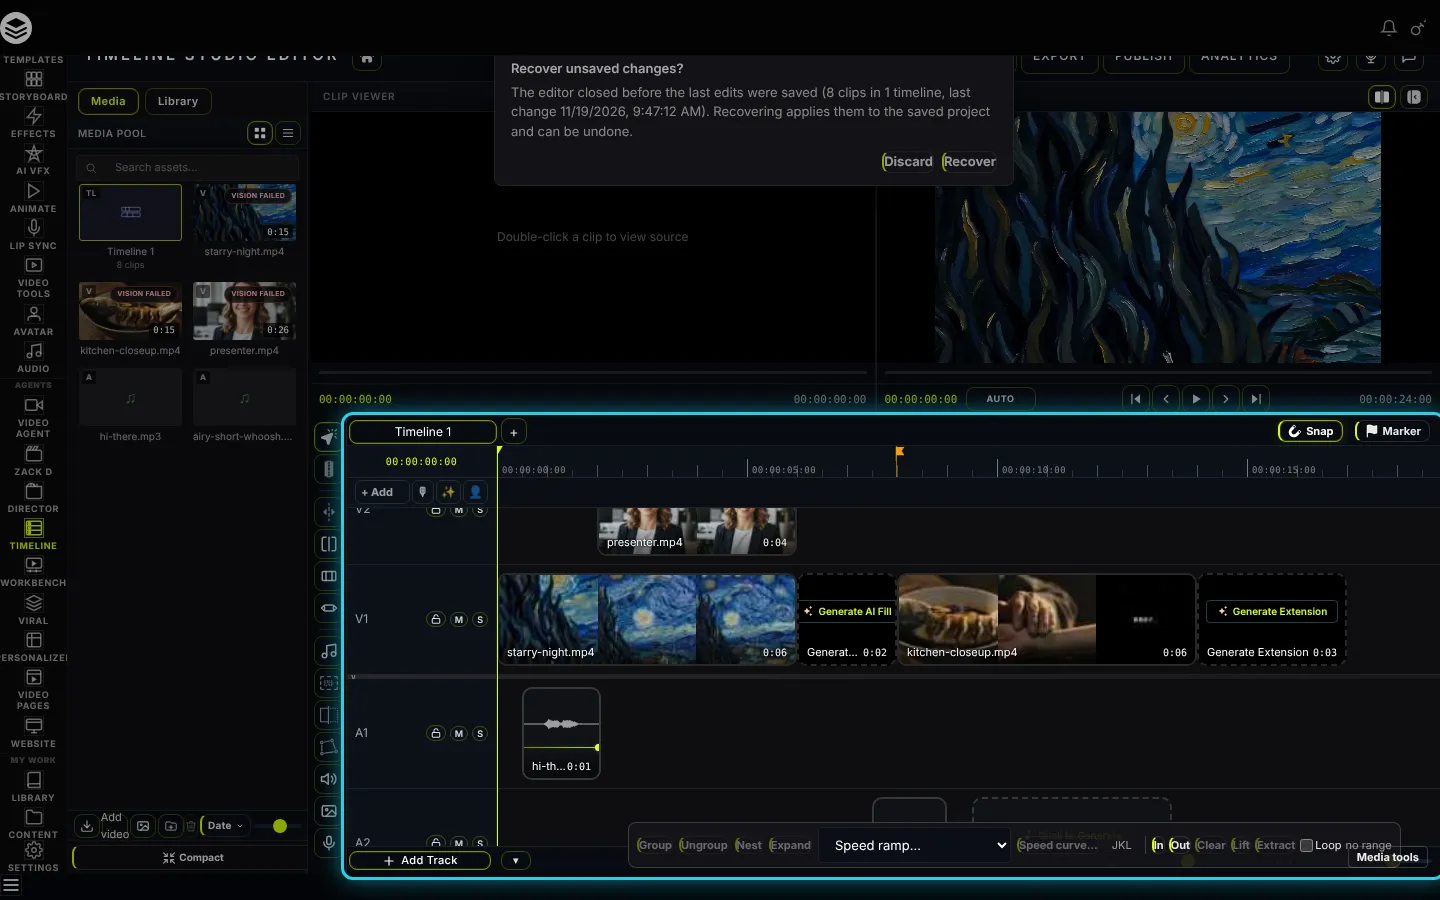 TIMELINE STUDIO EDITOR
EXPORT
PUBLISH
ANALYTICS
TEMPLATES
STORYBOARD
EFFECTS
AI VFX
ANIMATE
LIP SYNC
VIDEO
TOOLS
AVATAR
AUDIO
AGENTS
VIDEO
AGENT
ZACK D
DIRECTOR
TIMELINE
WORKBENCH
VIRAL
PERSONALIZE
VIDEO
PAGES
WEBSITE
MY WORK
LIBRARY
CONTENT
SETTINGS
Media
Library
MEDIA POOL
Search assets...
TL
Timeline 1
8 clips
V
VISION FAILED
0:15
starry-night.mp4
V
VISION FAILED
0:15
kitchen-closeup.mp4
V
VISION FAILED
0:26
presenter.mp4
A
hi-there.mp3
A
airy-short-whoosh....
Add
video
Date
Compact
CLIP VIEWER
Recover unsaved changes?
The editor closed before the last edits were saved (8 clips in 1 timeline, last
change 11/19/2026, 9:47:12 AM). Recovering applies them to the saved project
and can be undone.
Discard
Recover
Double-click a clip to view source
00:00:00:00
00:00:00:00
00:00:00:00
AUTO
00:00:24:00
Timeline 1
+
Snap
Marker
00:00:00:00
00:00:00:00
00:00:05:00
00:00:10:00
00:00:15:00
+ Add
V2
M
S
presenter.mp4
0:04
V1
M
S
starry-night.mp4
0:06
Generate AI Fill
Generat...
0:02
kitchen-closeup.mp4
0:06
Generate Extension
Generate Extension
0:03
A1
M
S
hi-th...
0:01
A2
M
S
Group
Ungroup
Nest
Expand
Speed ramp...
Speed curve...
JKL
In
Out
Clear
Lift
Extract
Loop
no range
Media tools
+ Add Track